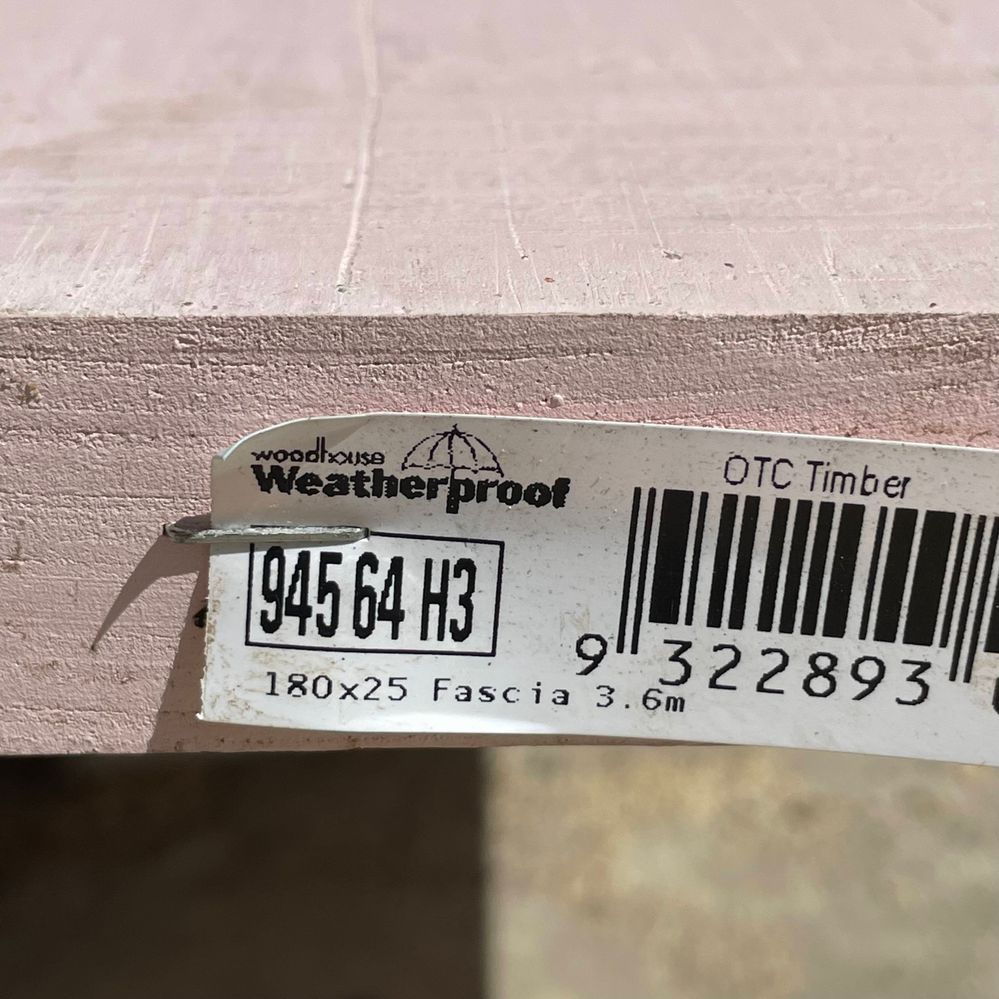 woodhouse
Weatherproof
OTC Timber
945 64 H3
9 322893
180x25 Fascia 3.6m